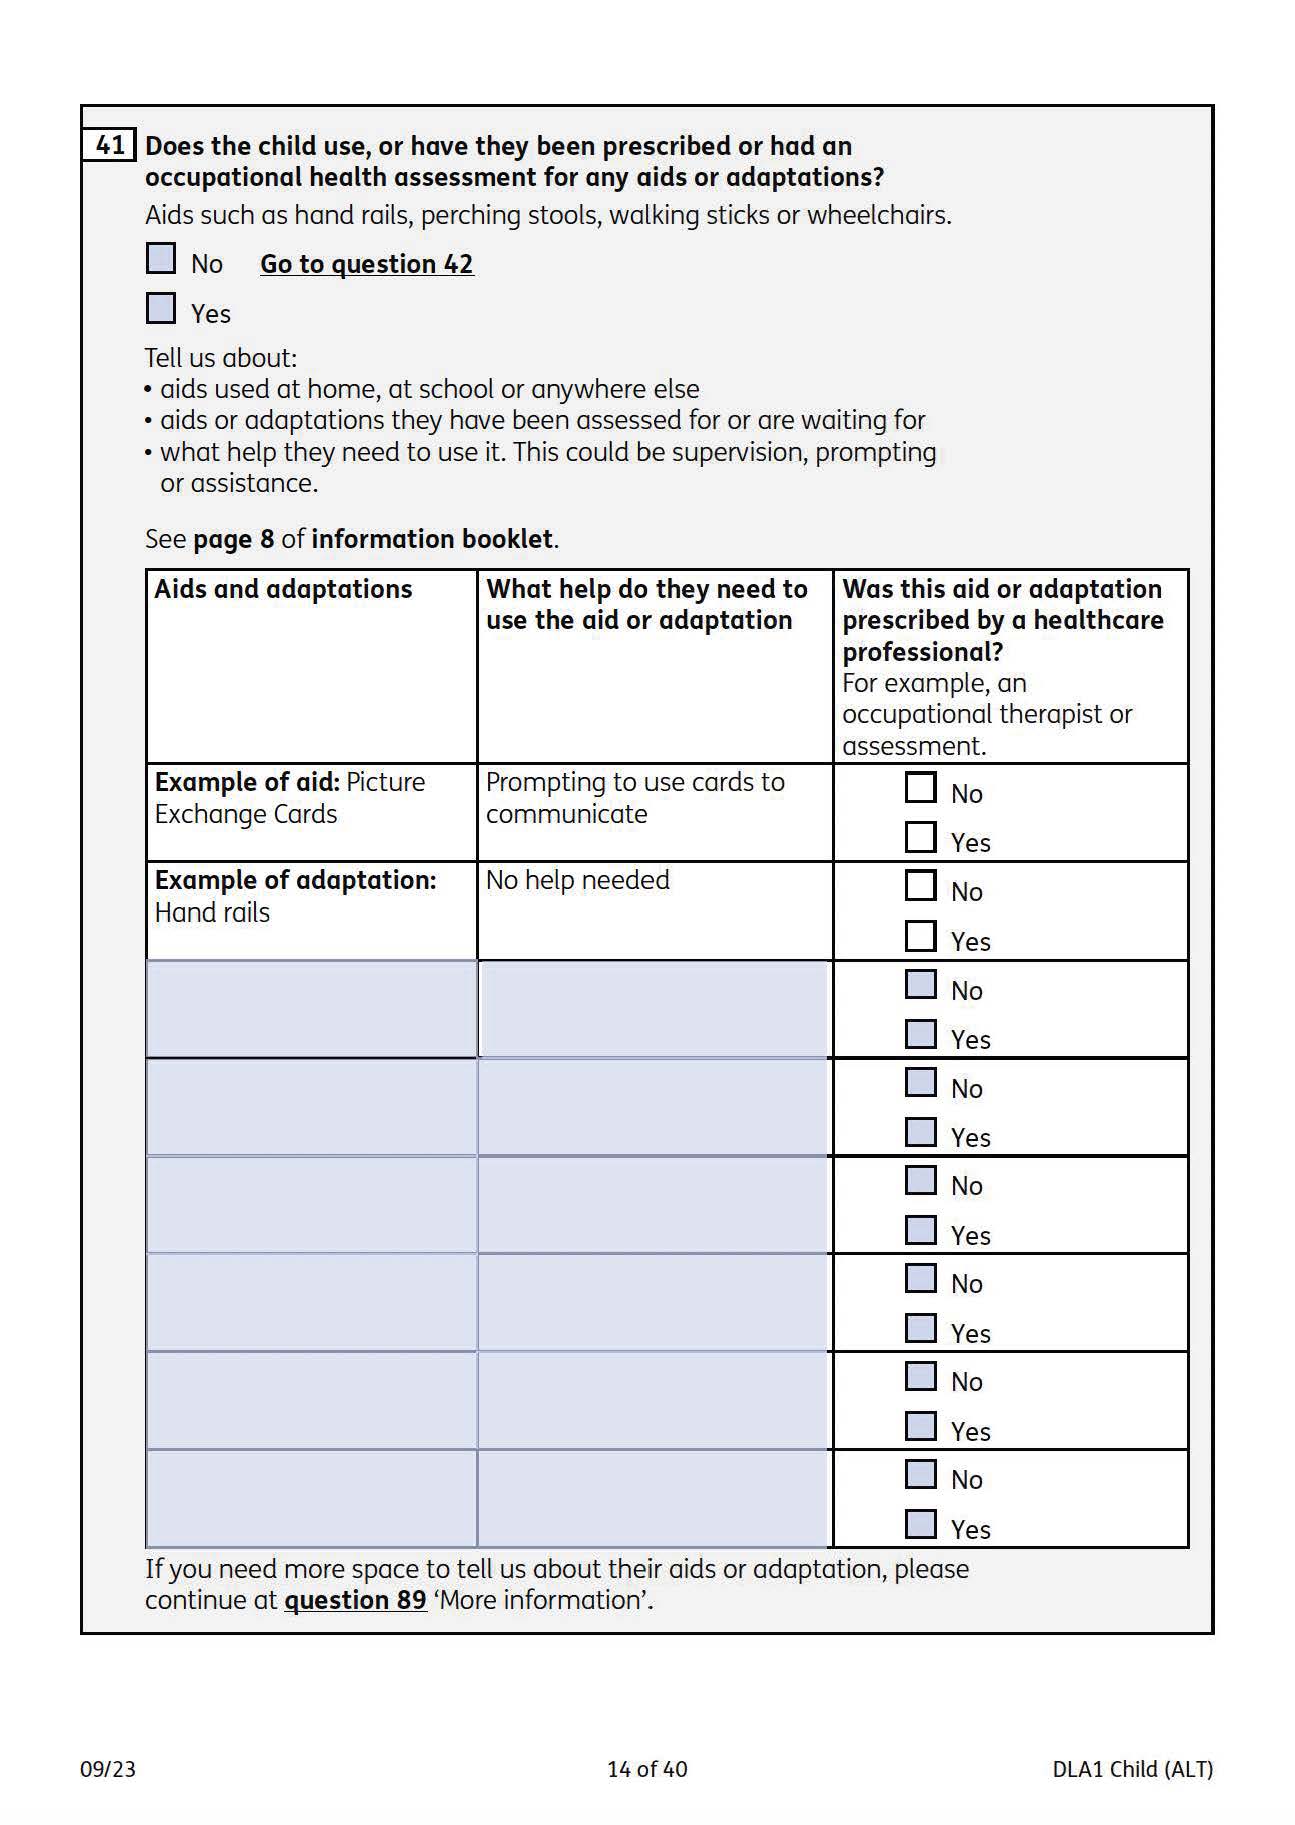 41 Does the child use, or have they been prescribed or had an
occupational health assessment for any aids or adaptations?
Aids such as hand rails, perching stools, walking sticks or wheelchairs.
No Go to question 42
Yes
Tell us about:
• aids used at home, at school or anywhere else
• aids or adaptations they have been assessed for or are waiting for
• what help they need to use it. This could be supervision, prompting
or assistance.
See page 8 of information booklet.
Aids and adaptations
What help do they need to
use the aid or adaptation
Was this aid or adaptation
prescribed by a healthcare
professional?
For example, an
occupational therapist or
assessment.
Example of aid: Picture
Exchange Cards
Prompting to use cards to
communicate
No
Yes
Example of adaptation:
Hand rails
No help needed
No
Yes
No
Yes
No
Yes
No
Yes
No
Yes
No
Yes
No
Yes
If you need more space to tell us about their aids or adaptation, please
continue at question 89 ‘More information’.
09/23 14 of 40 DLA1 Child (ALT)